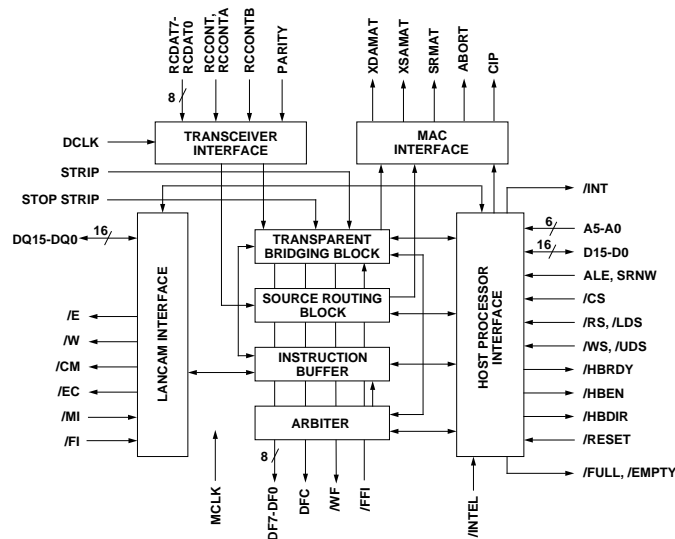 RCDAT7-
RCDAT0
RCCONT,
RCCONTA
RCCONTB
PARITY
XDAMAT
XSAMAT
SRMAT
ABORT
CIP
8
DCLK
TRANSCEIVER
INTERFACE
MAC
INTERFACE
STRIP
STOP STRIP
/INT
DQ15-DQ0
16
6
A5-A0
16
D15-D0
TRANSPARENT
BRIDGING BLOCK
ALE, SRNW
SOURCE ROUTING
BLOCK
/CS
LANCAM INTERFACE
HOST PROCESSOR
INTERFACE
/E
/RS, /LDS
/W
/WS, /UDS
INSTRUCTION
BUFFER
/CM
/HBRDY
/EC
/HBEN
/MI
ARBITER
/HBDIR
/FI
/RESET
8
/FULL, /EMPTY
MCLK
DF7-DF0
DFC
/WF
/FFI
/INTEL